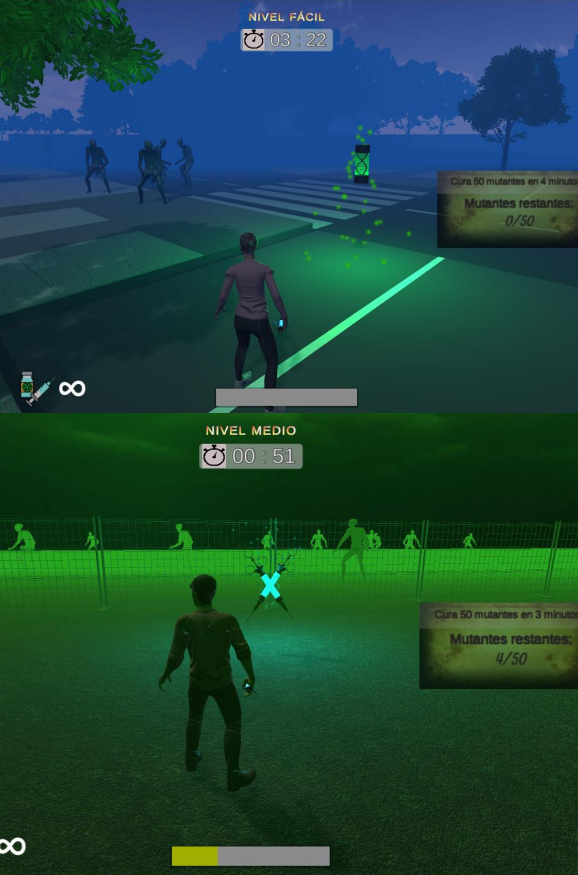 NIVEL FÁCIL
03 : 22
Cura 50 mutantes en 4 minuto
Mutantes restantes:
0/50
∞
NIVEL MEDIO
00 : 51
Cura 50 mutantes en 3 minuto
Mutantes restantes:
4/50
∞